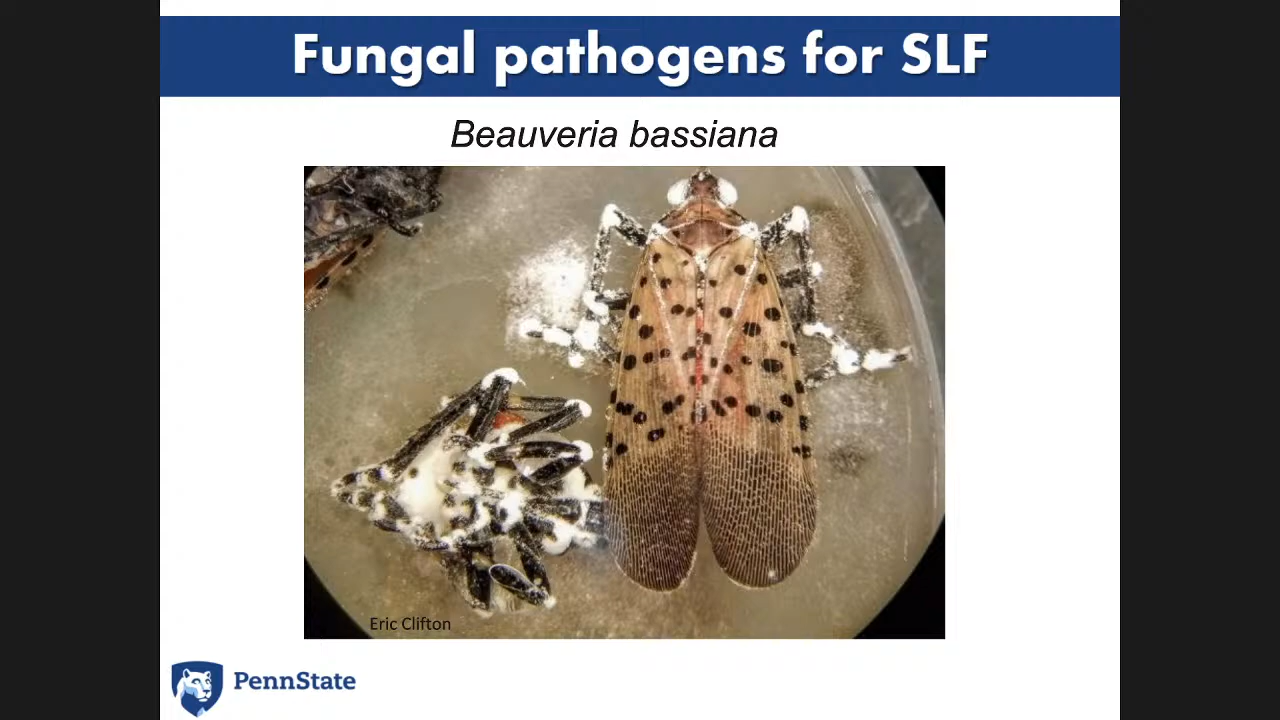 Fungal pathogens for SLF
Beauveria bassiana
Eric Clifton
PennState